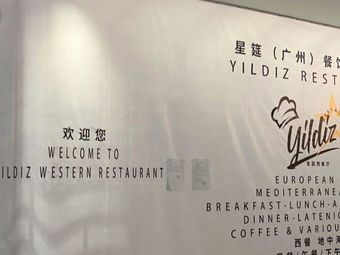 欢迎您
WELCOME TO
ILDIZ WESTERN RESTAURANT
星筵（广州）餐饮
YILDIZ REST
Yildiz
EUROPEAN
MEDITERRANEA
BREAKFAST-LUNCH-A
DINNER-LATENIG
COFFEE & VARIOU
西餐 地中海